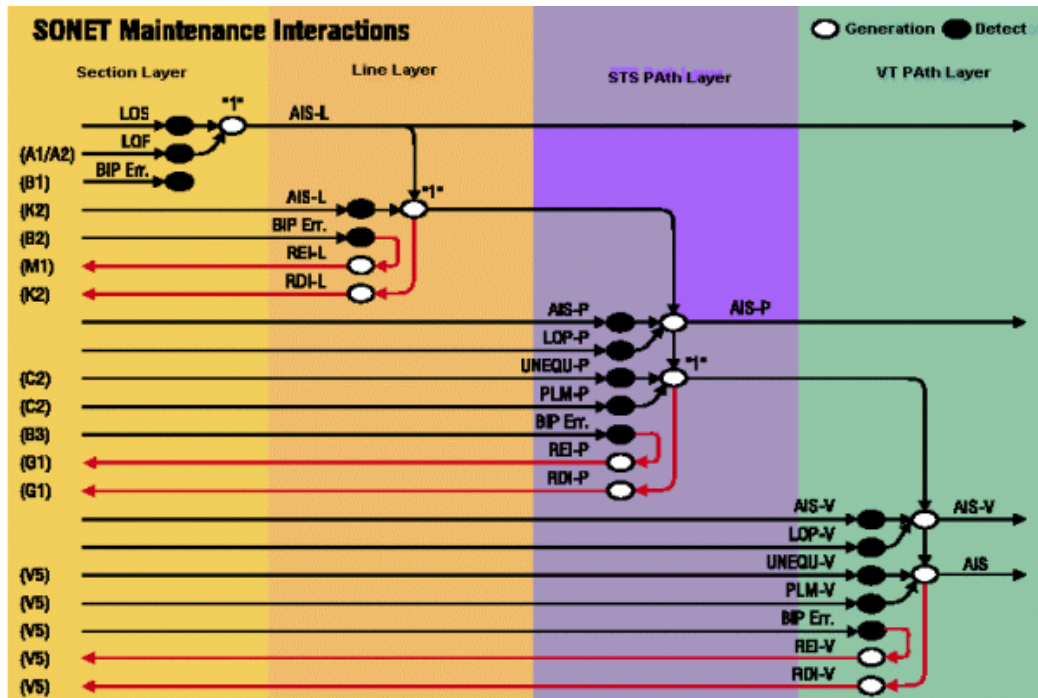 SONET Maintenance Interactions
Generation Detect
Section Layer Line Layer STS PAth Layer VT PAth Layer
LOS "1" AIS-L
(A1/A2) LOF
(B1) BIP Err.
(K2) AIS-L "1"
(B2) BIP Err.
(M1) REI-L
(K2) RDI-L
AIS-P AIS-P
LOP-P
(C2) UNEQU-P "1"
(C2) PLM-P
(B3) BIP Err.
(G1) REI-P
(G1) RDI-P
AIS-V AIS-V
LOP-V
(V5) UNEQU-V AIS
(V5) PLM-V
(V5) BIP Err.
(V5) REI-V
(V5) RDI-V